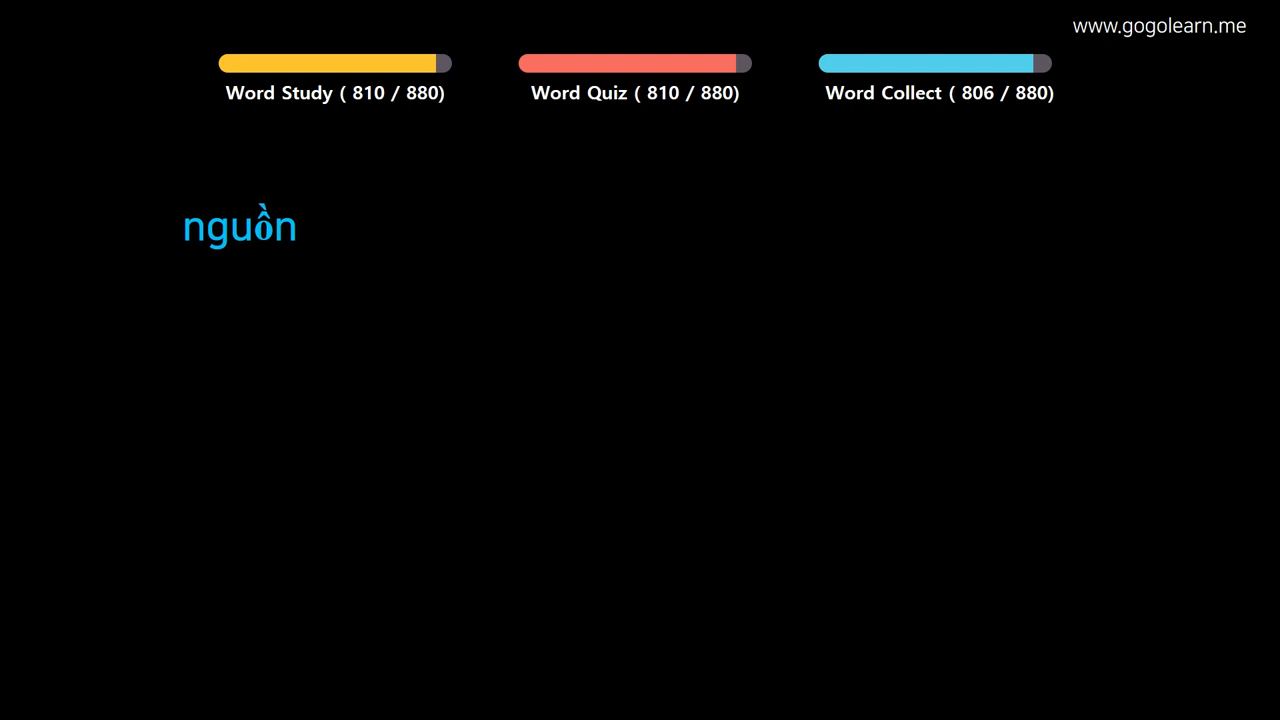 www.gogolearn.me
Word Study ( 810 / 880)
Word Quiz ( 810 / 880)
Word Collect ( 806 / 880)
nguồn